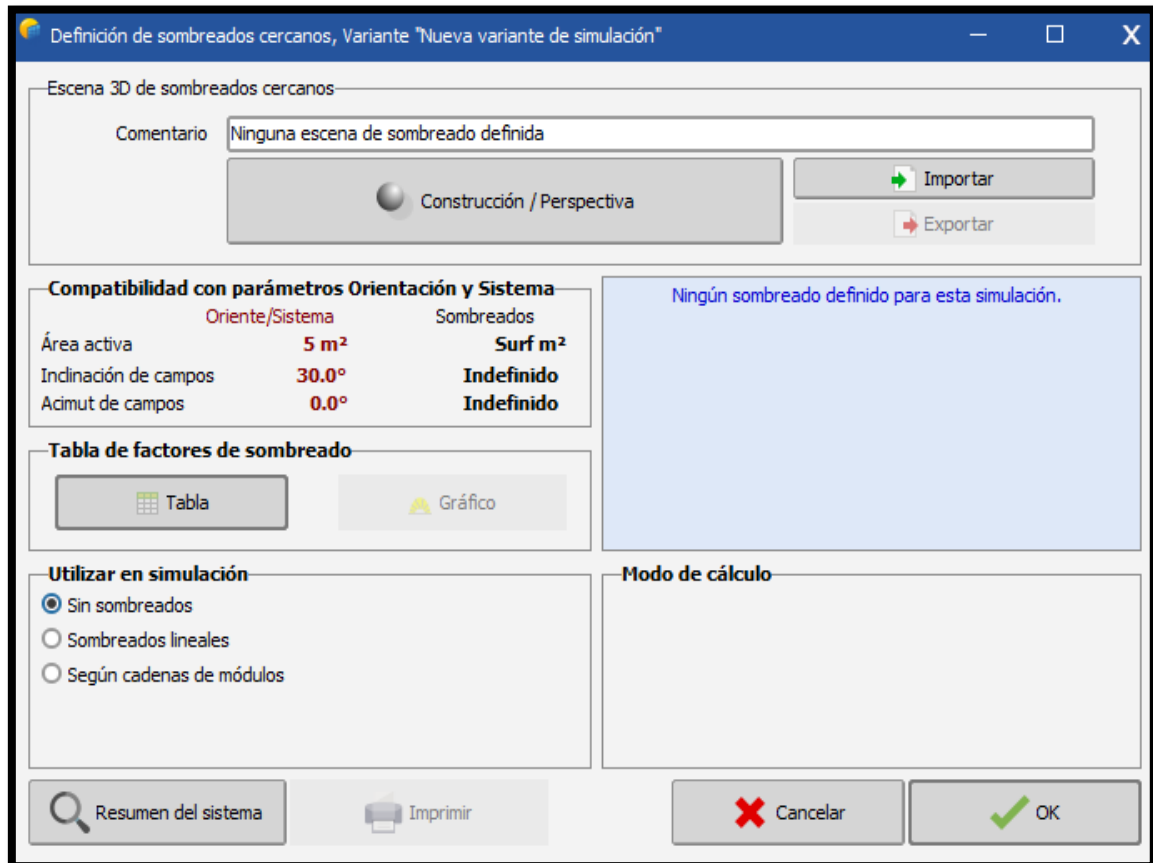 Definición de sombreados cercanos, Variante "Nueva variante de simulación"
Escena 3D de sombreados cercanos
Comentario Ninguna escena de sombreado definida
Construcción / Perspectiva
Importar
Exportar
Compatibilidad con parámetros Orientación y Sistema
Oriente/Sistema Sombreados
Área activa 5 m² Surf m²
Inclinación de campos 30.0° Indefinido
Acimut de campos 0.0° Indefinido
Ningún sombreado definido para esta simulación.
Tabla de factores de sombreado
Tabla Gráfico
Utilizar en simulación
Sin sombreados
Sombreados lineales
Según cadenas de módulos
Modo de cálculo
Resumen del sistema Imprimir Cancelar OK